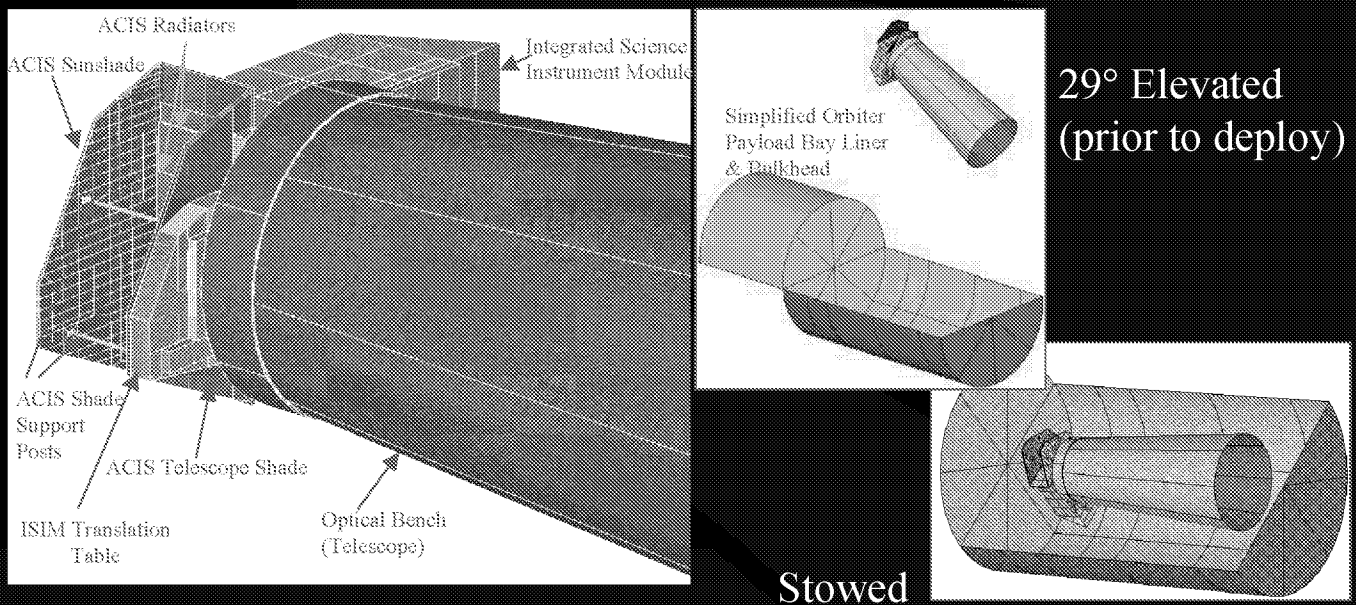 ACIS Radiators
ACIS Sunshade
Integrated Science
Instrument Module
ACIS Shade
Support
Posts
ACIS Telescope Shade
ISIM Translation
Table
Optical Bench
(Telescope)
Simplified Orbiter
Payload Bay Liner
& Bulkhead
29° Elevated
(prior to deploy)
Stowed